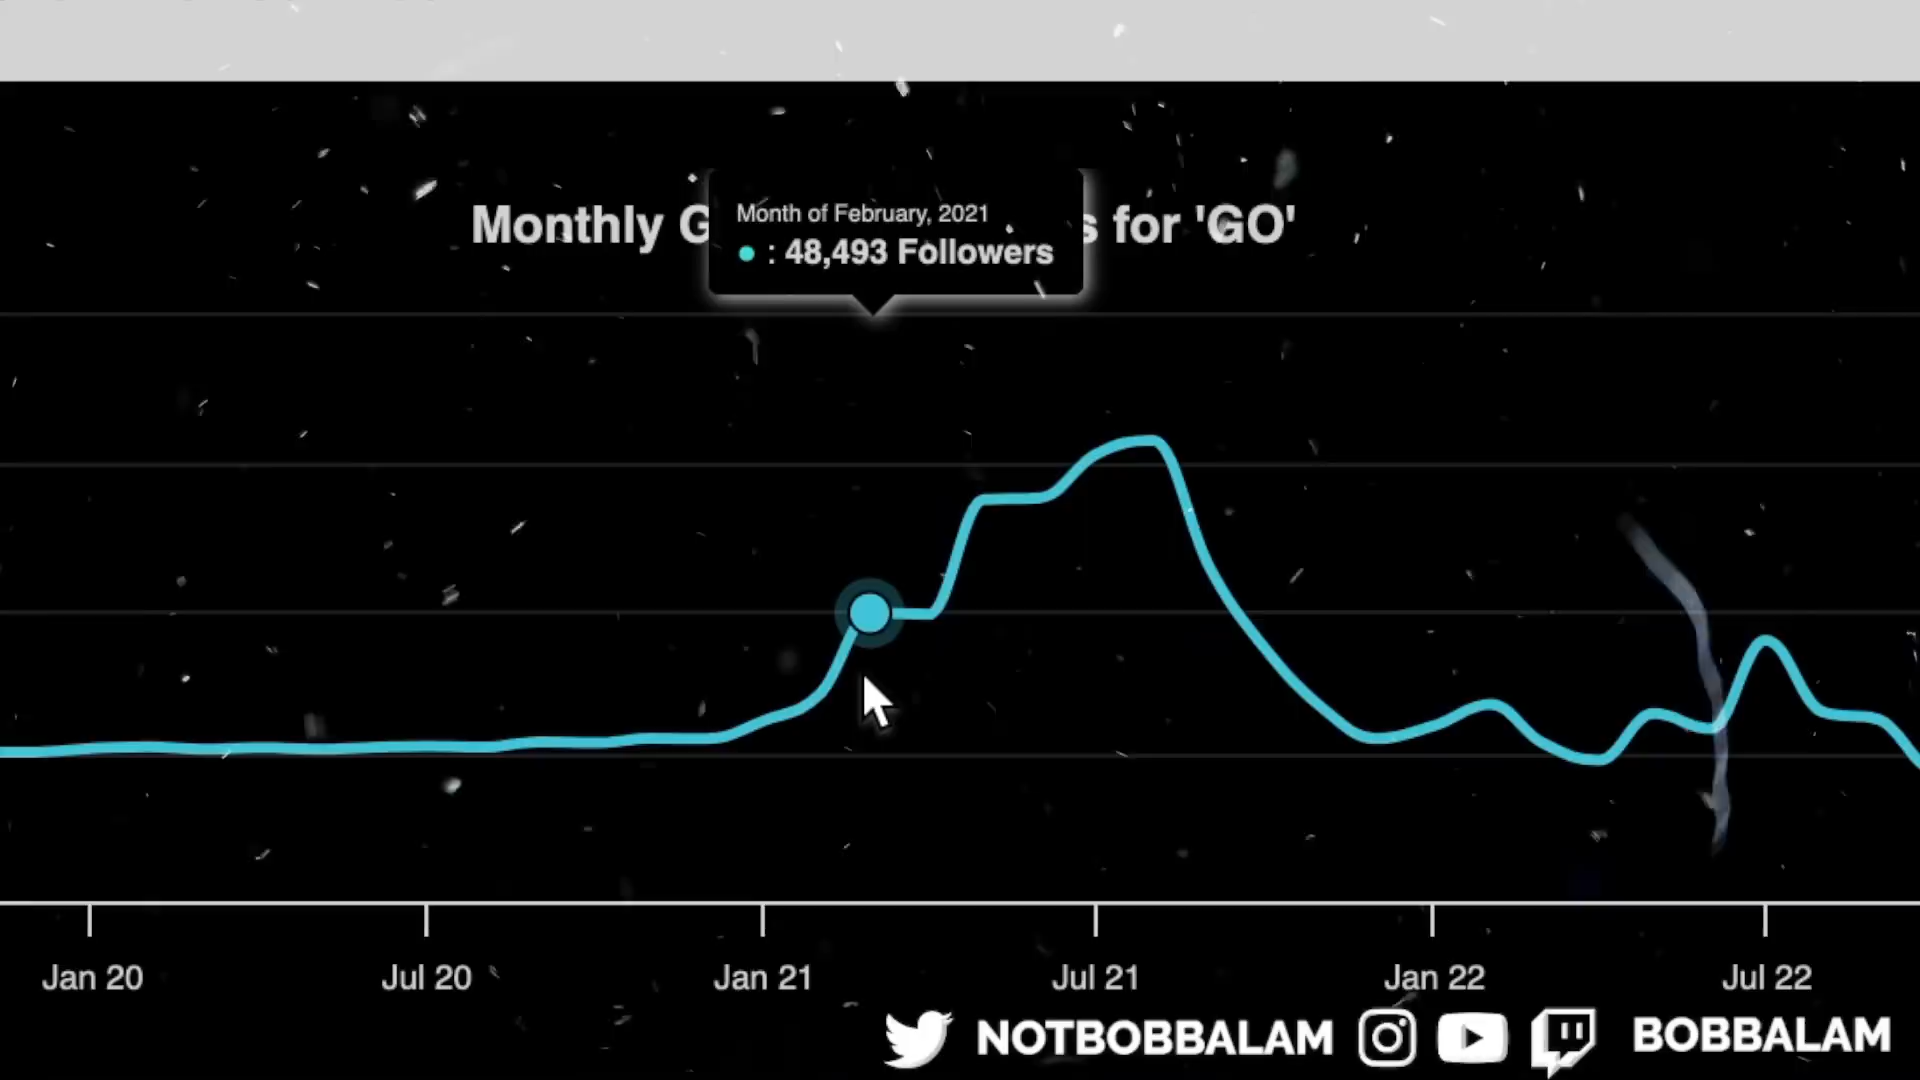 Monthly G s for 'GO'
Month of February, 2021
: 48,493 Followers
Jan 20 Jul 20 Jan 21 Jul 21 Jan 22 Jul 22
NOTBOBBALAM BOBBALAM